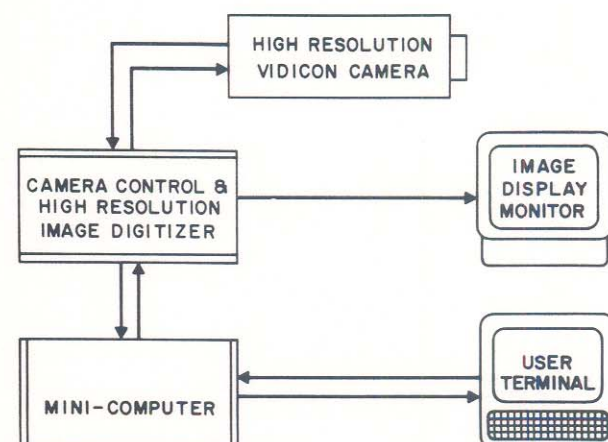 HIGH RESOLUTION
VIDICON CAMERA
CAMERA CONTROL &
HIGH RESOLUTION
IMAGE DIGITIZER
IMAGE
DISPLAY
MONITOR
MINI-COMPUTER
USER
TERMINAL